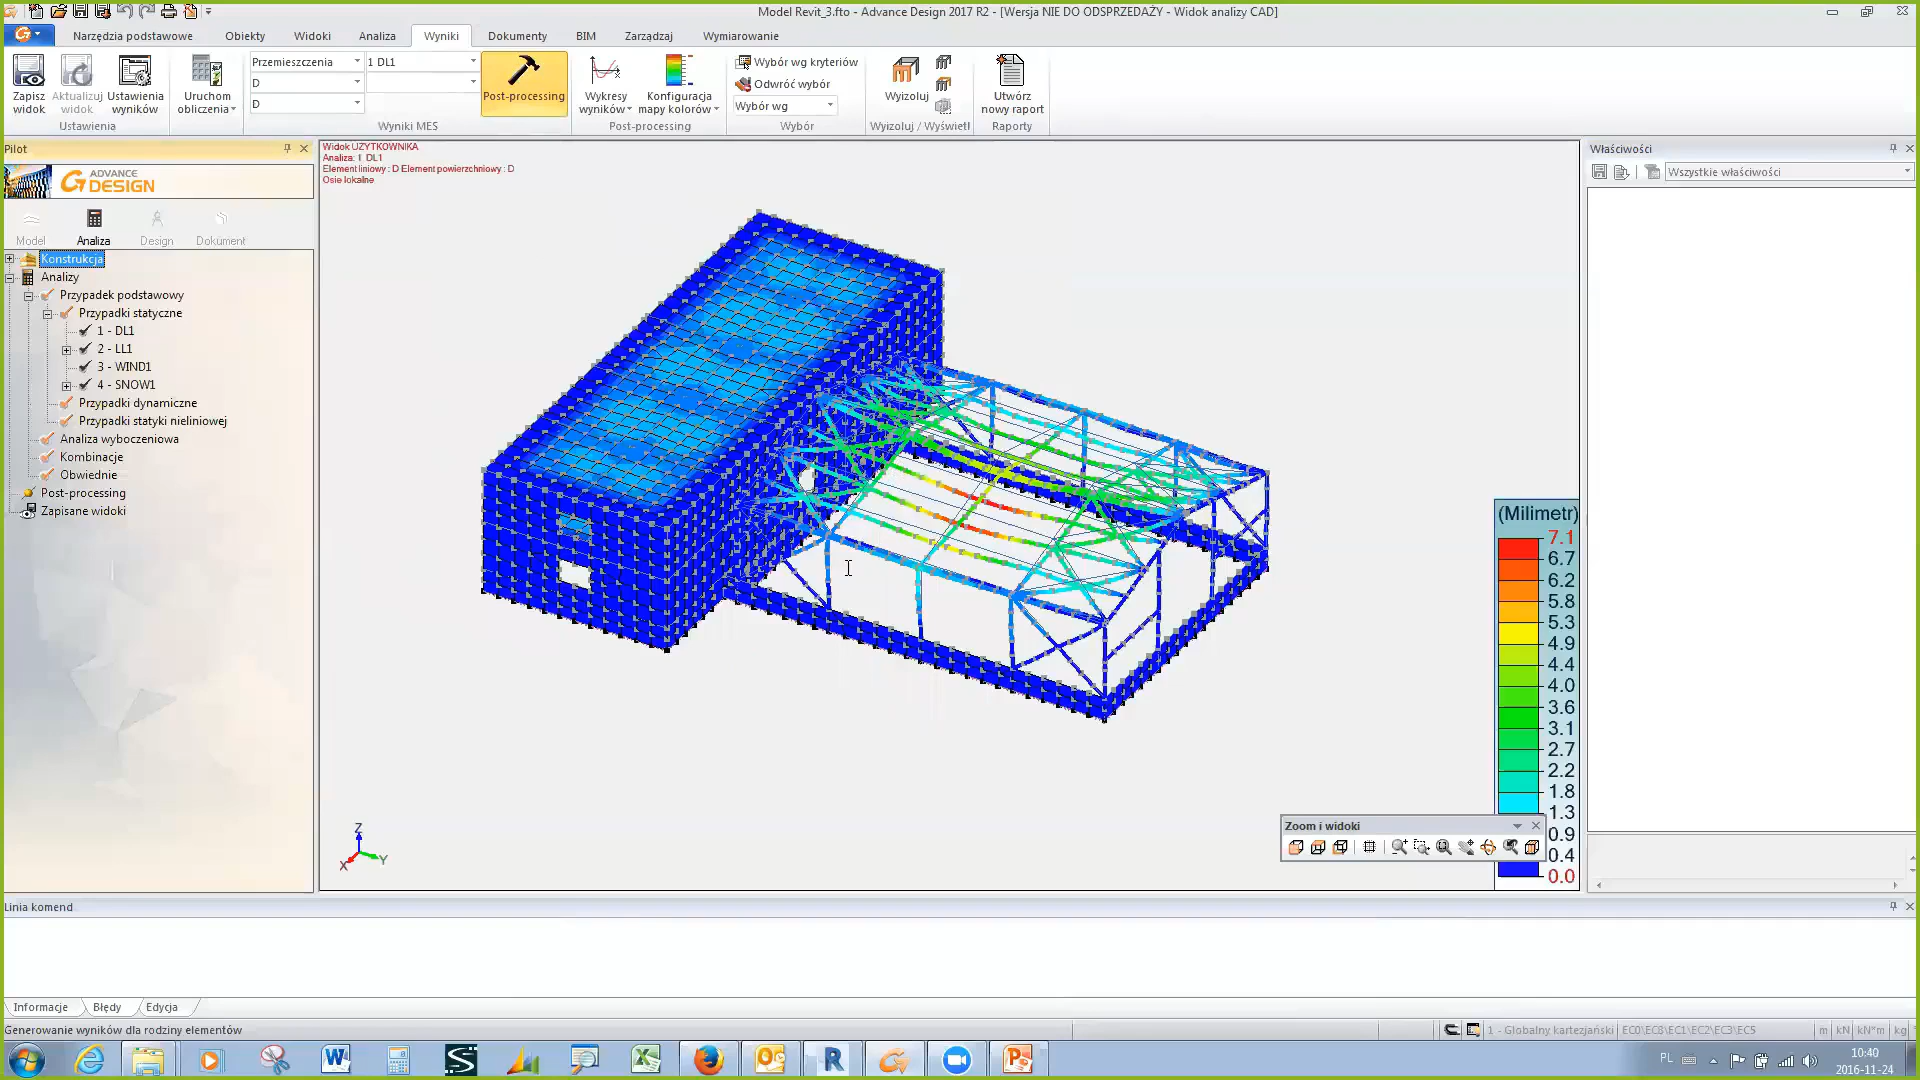 Model Revit_3.fto - Advance Design 2017 R2 - [Wersja NIE DO ODSPRZEDAŻY - Widok analizy CAD]
Narzędzia podstawowe Obiekty Widoki Analiza Wyniki Dokumenty BIM Zarządzaj Wymiarowanie
Zapisz widok
Aktualizuj widok
Ustawienia wyników
Ustawienia
Uruchom obliczenia
Przemieszczenia
1 DL1
D
D
Wyniki MES
Post-processing
Wykresy wyników
Konfiguracja mapy kolorów
Post-processing
Wybór wg kryteriów
Odwróć wybór
Wybór wg
Wybór
Wyizoluj
Wyizoluj / Wyświetl
Utwórz nowy raport
Raporty
Pilot
ADVANCE
DESIGN
Model Analiza Design Dokument
Konstrukcja
Analizy
Przypadek podstawowy
Przypadki statyczne
1 - DL1
2 - LL1
3 - WIND1
4 - SNOW1
Przypadki dynamiczne
Przypadki statyki nieliniowej
Analiza wyboczeniowa
Kombinacje
Obwiednie
Post-processing
Zapisane widoki
Widok UZYTKOWNIKA
Analiza: 1 DL1
Element liniowy : D Element powierzchniowy : D
Osie lokalne
Z
X
Y
(Milimetr)
7.1
6.7
6.2
5.8
5.3
4.9
4.4
4.0
3.6
3.1
2.7
2.2
1.8
1.3
0.9
0.4
0.0
Zoom i widoki
Właściwości
Wszystkie właściwości
Linia komend
Informacje Błędy Edycja
Generowanie wyników dla rodziny elementów
1 - Globalny kartezjański
EC0\EC8\EC1\EC2\EC3\EC5
m kN kN*m kg
PL
10:40
2016-11-24